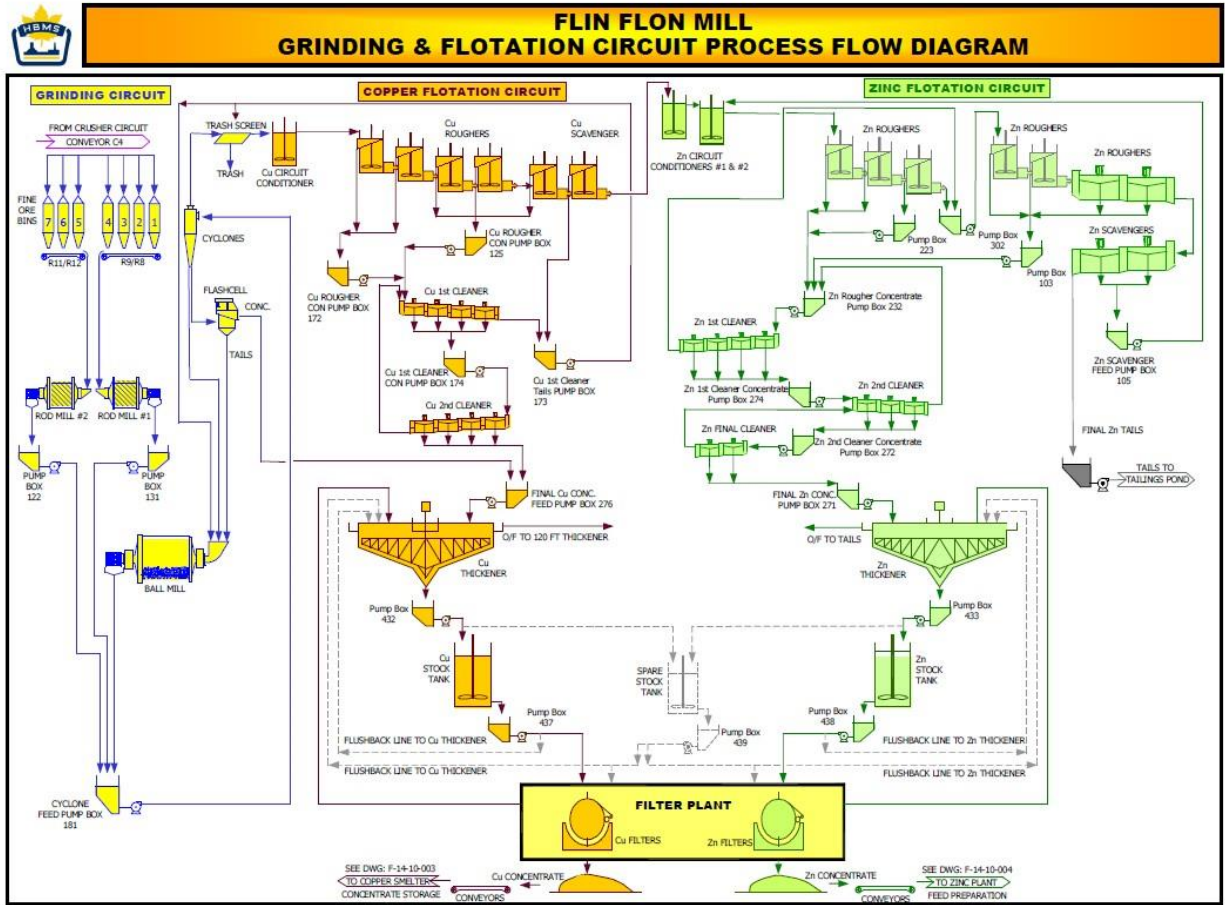 HBMS
FLIN FLON MILL
GRINDING & FLOTATION CIRCUIT PROCESS FLOW DIAGRAM
GRINDING CIRCUIT
FROM CRUSHER CIRCUIT
CONVEYOR C4
FINE
ORE
BINS
7
6
5
4
3
2
1
R11/R12
R9/R8
ROD MILL #2
ROD MILL #1
PUMP
BOX
122
PUMP
BOX
131
BALL MILL
CYCLONE
FEED PUMP BOX
181
TRASH SCREEN
TRASH
CYCLONES
FLASHCELL
CONC.
TAILS
COPPER FLOTATION CIRCUIT
Cu CIRCUIT
CONDITIONER
Cu
ROUGHERS
Cu
SCAVENGER
Cu ROUGHER
CON PUMP BOX
125
Cu ROUGHER
CON PUMP BOX
172
Cu 1st CLEANER
Cu 1st CLEANER
CON PUMP BOX 174
Cu 1st Cleaner
Tails PUMP BOX
173
Cu 2nd CLEANER
FINAL Cu CONC.
FEED PUMP BOX 276
O/F TO 120 FT THICKENER
Cu
THICKENER
Pump Box
432
Cu
STOCK
TANK
Pump Box
437
FLUSHBACK LINE TO Cu THICKENER
FLUSHBACK LINE TO Cu THICKENER
SPARE
STOCK
TANK
Pump Box
439
ZINC FLOTATION CIRCUIT
Zn CIRCUIT
CONDITIONERS #1 & #2
Zn ROUGHERS
Zn ROUGHERS
Zn ROUGHERS
Zn SCAVENGERS
Pump Box
223
Pump Box
302
Pump Box
103
Zn Rougher Concentrate
Pump Box 232
Zn SCAVENGER
FEED PUMP BOX
105
Zn 1st CLEANER
Zn 1st Cleaner Concentrate
Pump Box 274
Zn 2nd CLEANER
Zn FINAL CLEANER
Zn 2nd Cleaner Concentrate
Pump Box 272
FINAL Zn TAILS
TAILS TO
TAILINGS POND
FINAL Zn CONC.
PUMP BOX 271
O/F TO TAILS
Zn
THICKENER
Pump Box
433
Zn
STOCK
TANK
Pump Box
438
FLUSHBACK LINE TO Zn THICKENER
FLUSHBACK LINE TO Zn THICKENER
FILTER PLANT
Cu FILTERS
Zn FILTERS
SEE DWG: F-14-10-003
TO COPPER SMELTER
CONCENTRATE STORAGE
Cu CONCENTRATE
CONVEYORS
Zn CONCENTRATE
CONVEYORS
SEE DWG: F-14-10-004
TO ZINC PLANT
FEED PREPARATION